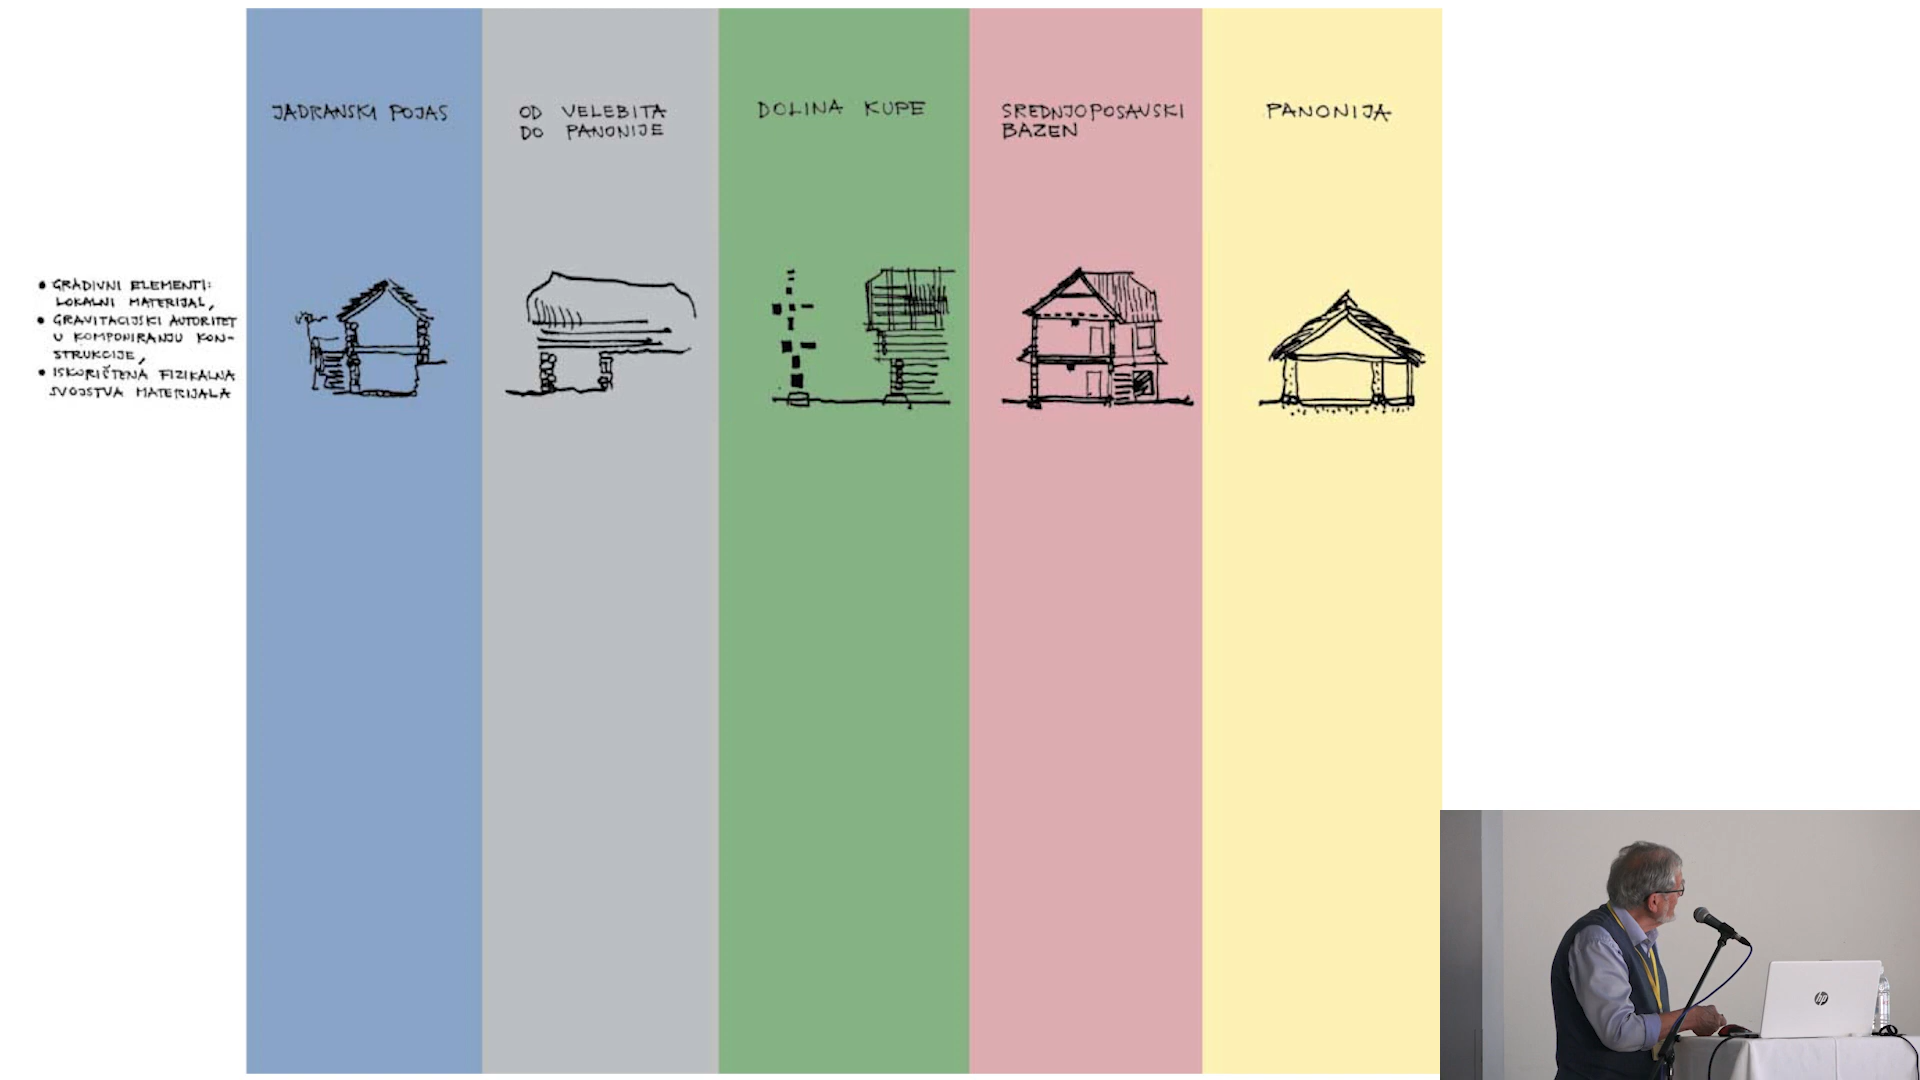 JADRANSKI POJAS
OD VELEBITA
DO PANONIJE
DOLINA KUPE
SREDNJOPOSAVSKI
BAZEN
PANONIJA
• GRADIVNI ELEMENTI:
LOKALNI MATERIJAL,
• GRAVITACIJSKI AUTORITET
U KOMPONIRANJU KON-
STRUKCIJE,
• ISKORIŠTENA FIZIKALNA
SVOJSTVA MATERIJALA
hp